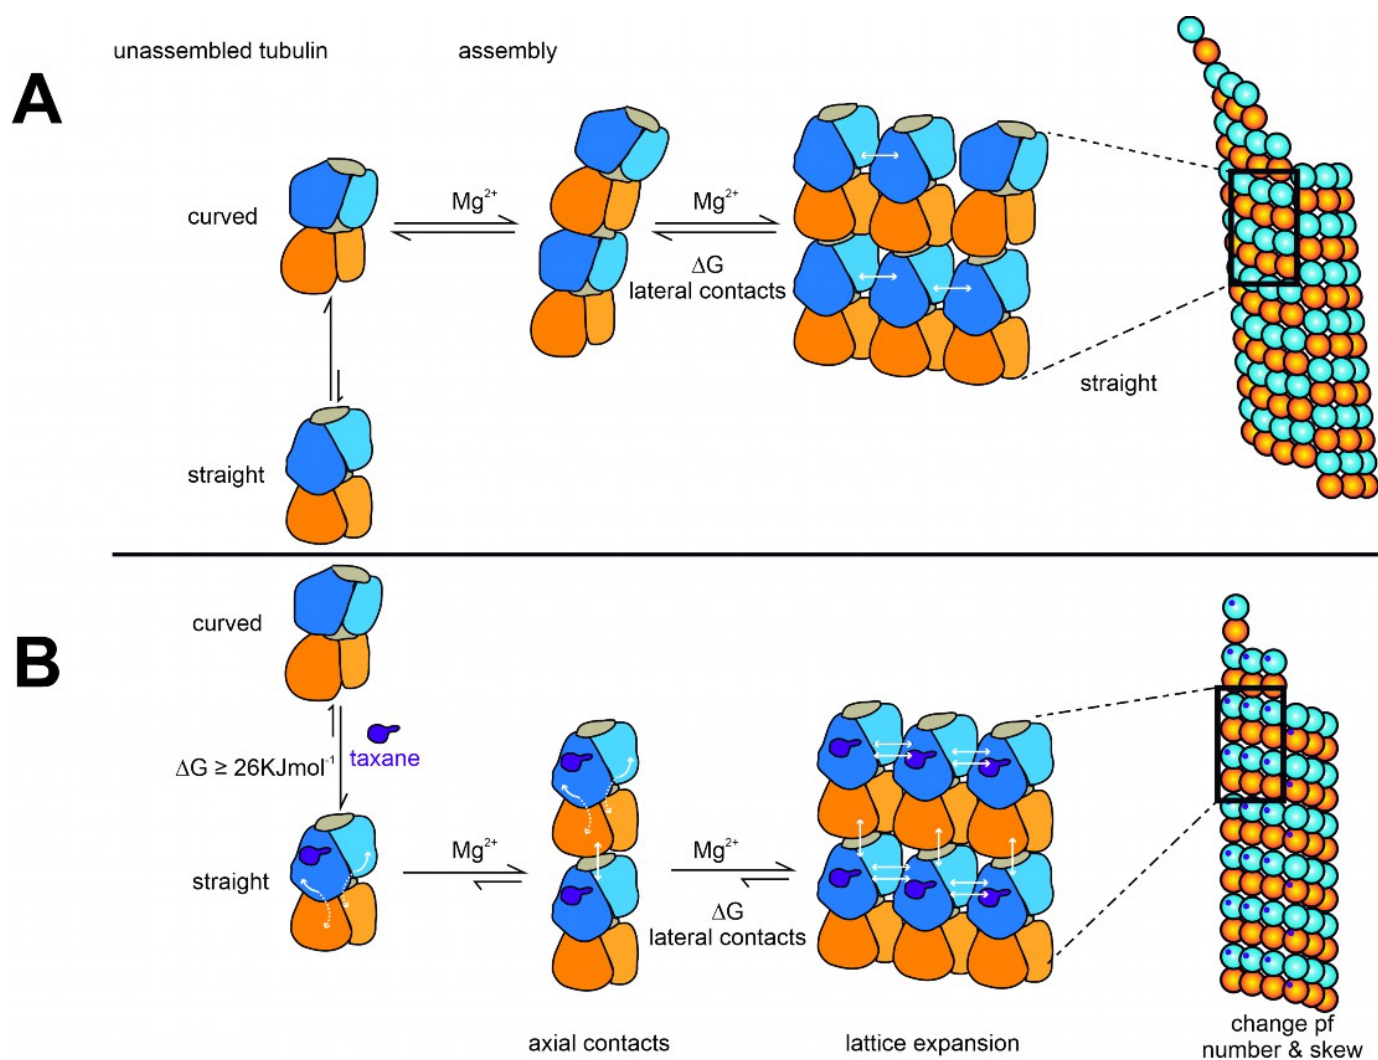 unassembled tubulin
assembly
A
curved
Mg²⁺
Mg²⁺
ΔG
lateral contacts
straight
straight
B
curved
taxane
ΔG ≥ 26KJmol⁻¹
straight
Mg²⁺
Mg²⁺
ΔG
lateral contacts
axial contacts
lattice expansion
change pf
number & skew